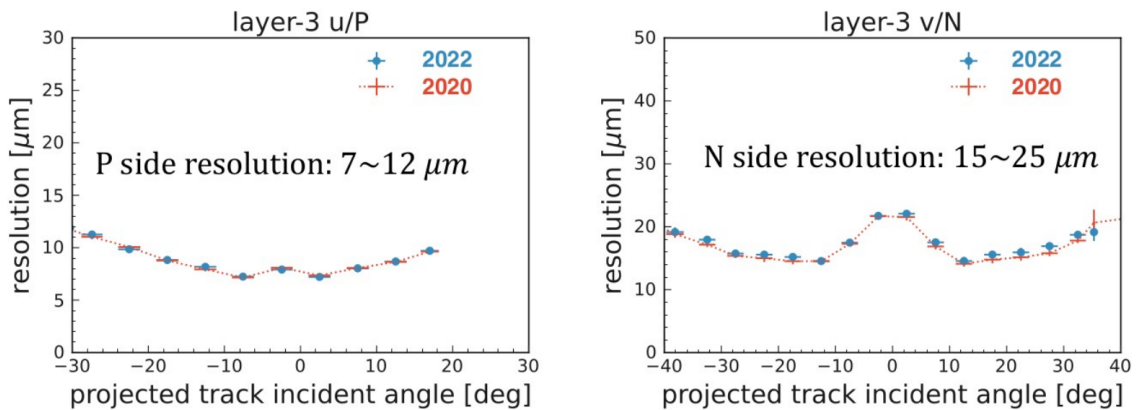 layer-3 u/P
30
25
20
15
10
5
0
resolution [μm]
2022
2020
P side resolution: 7~12 μm
−30 −20 −10 0 10 20 30
projected track incident angle [deg]
layer-3 v/N
50
40
30
20
10
0
resolution [μm]
2022
2020
N side resolution: 15~25 μm
−40 −30 −20 −10 0 10 20 30 40
projected track incident angle [deg]